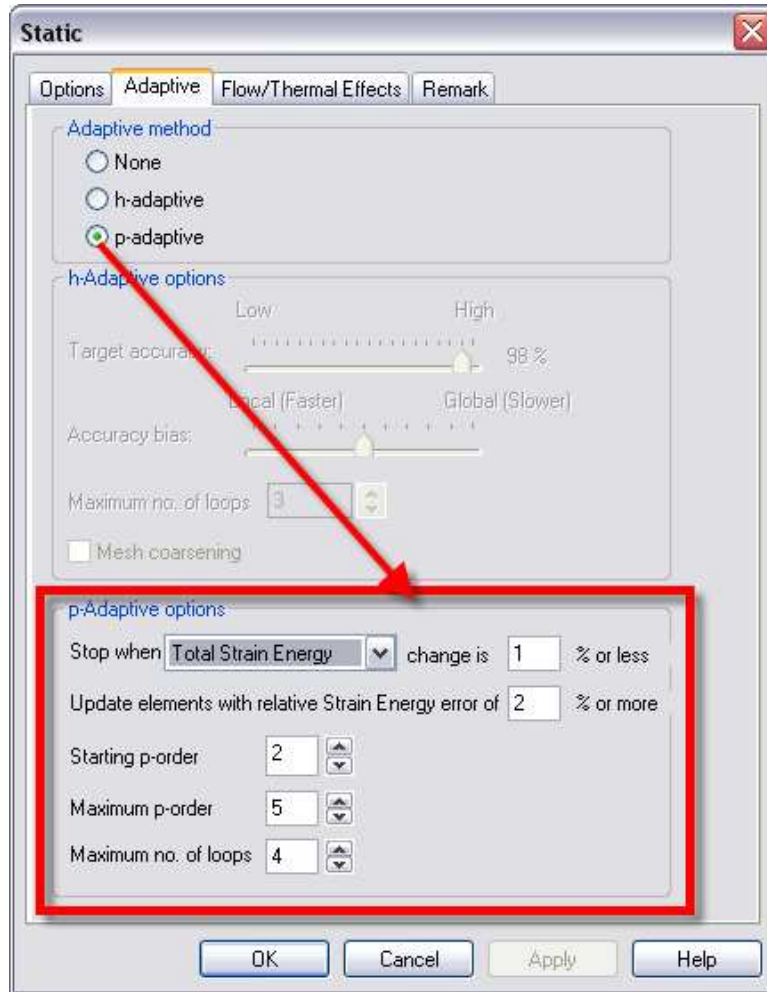 Static
Options Adaptive Flow/Thermal Effects Remark
Adaptive method
None
h-adaptive
p-adaptive
h-Adaptive options
Low High
Target accuracy: 98 %
Local (Faster) Global (Slower)
Accuracy bias:
Maximum no. of loops 3
Mesh coarsening
p-Adaptive options
Stop when Total Strain Energy change is 1 % or less
Update elements with relative Strain Energy error of 2 % or more
Starting p-order 2
Maximum p-order 5
Maximum no. of loops 4
OK Cancel Apply Help